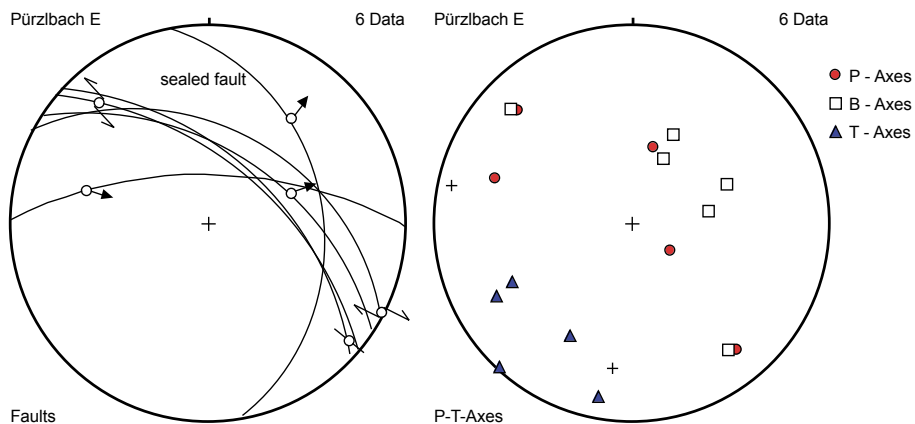 Pürzlbach E
6 Data
sealed fault
Faults
Pürzlbach E
6 Data
P - Axes
B - Axes
T - Axes
P-T-Axes